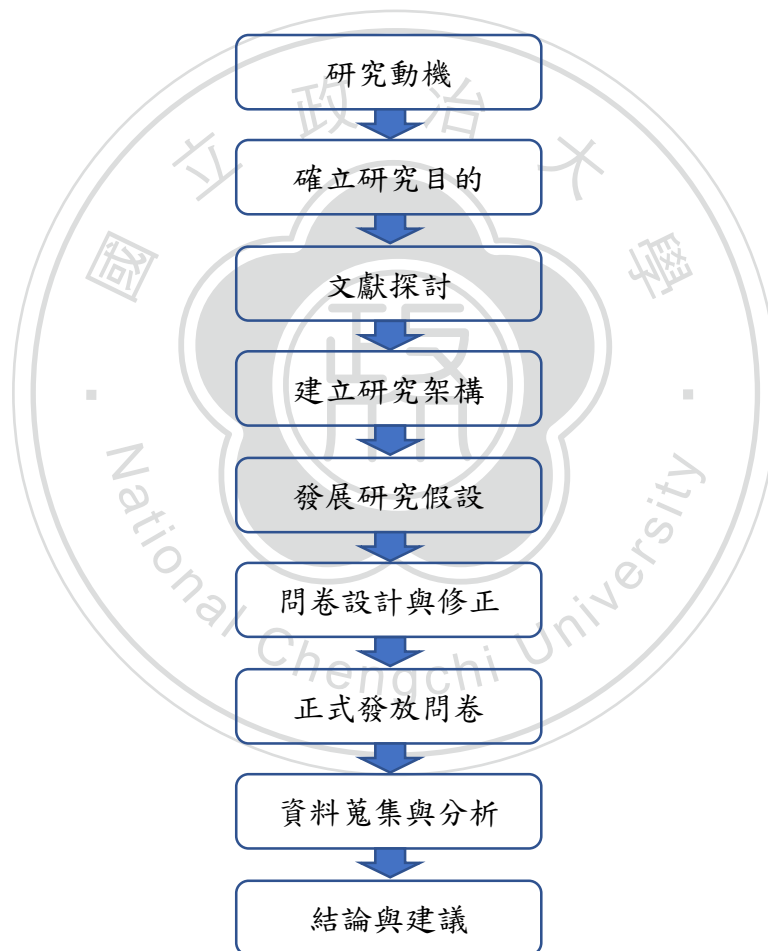 研究動機
確立研究目的
文獻探討
建立研究架構
發展研究假設
問卷設計與修正
正式發放問卷
資料蒐集與分析
結論與建議
國立政治大學
National Chengchi University